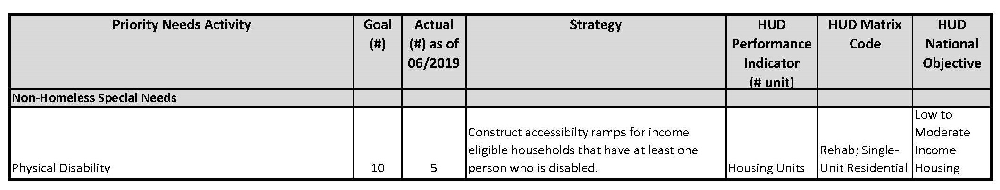 Priority Needs Activity
Goal
(#)
Actual
(#) as of
06/2019
Strategy
HUD
Performance
Indicator
(# unit)
HUD Matrix
Code
HUD
National
Objective
Non-Homeless Special Needs
Physical Disability
10
5
Construct accessibilty ramps for income
eligible households that have at least one
person who is disabled.
Housing Units
Rehab; Single-
Unit Residential
Low to
Moderate
Income
Housing